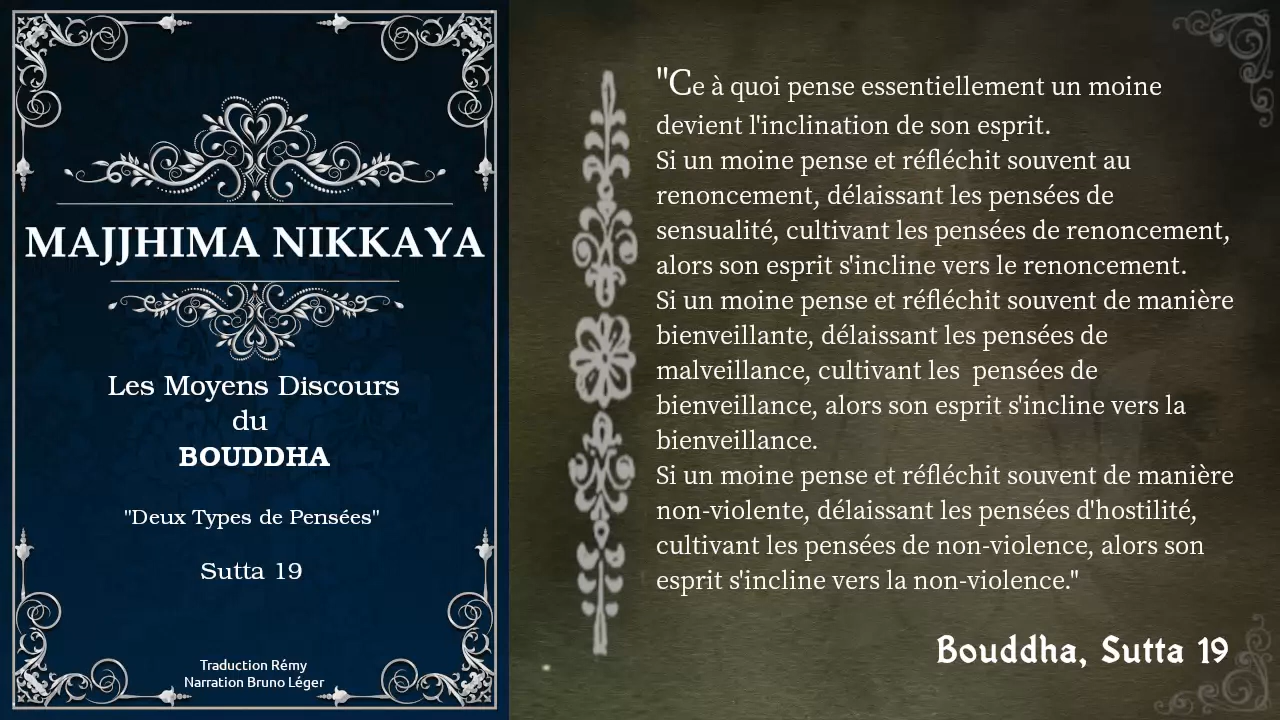 MAJJHIMA NIKKAYA
Les Moyens Discours
du
BOUDDHA
"Deux Types de Pensées"
Sutta 19
Traduction Rémy
Narration Bruno Léger
"Ce à quoi pense essentiellement un moine
devient l'inclination de son esprit.
Si un moine pense et réfléchit souvent au
renoncement, délaissant les pensées de
sensualité, cultivant les pensées de renoncement,
alors son esprit s'incline vers le renoncement.
Si un moine pense et réfléchit souvent de manière
bienveillante, délaissant les pensées de
malveillance, cultivant les  pensées de
bienveillance, alors son esprit s'incline vers la
bienveillance.
Si un moine pense et réfléchit souvent de manière
non-violente, délaissant les pensées d'hostilité,
cultivant les pensées de non-violence, alors son
esprit s'incline vers la non-violence."
Bouddha, Sutta 19